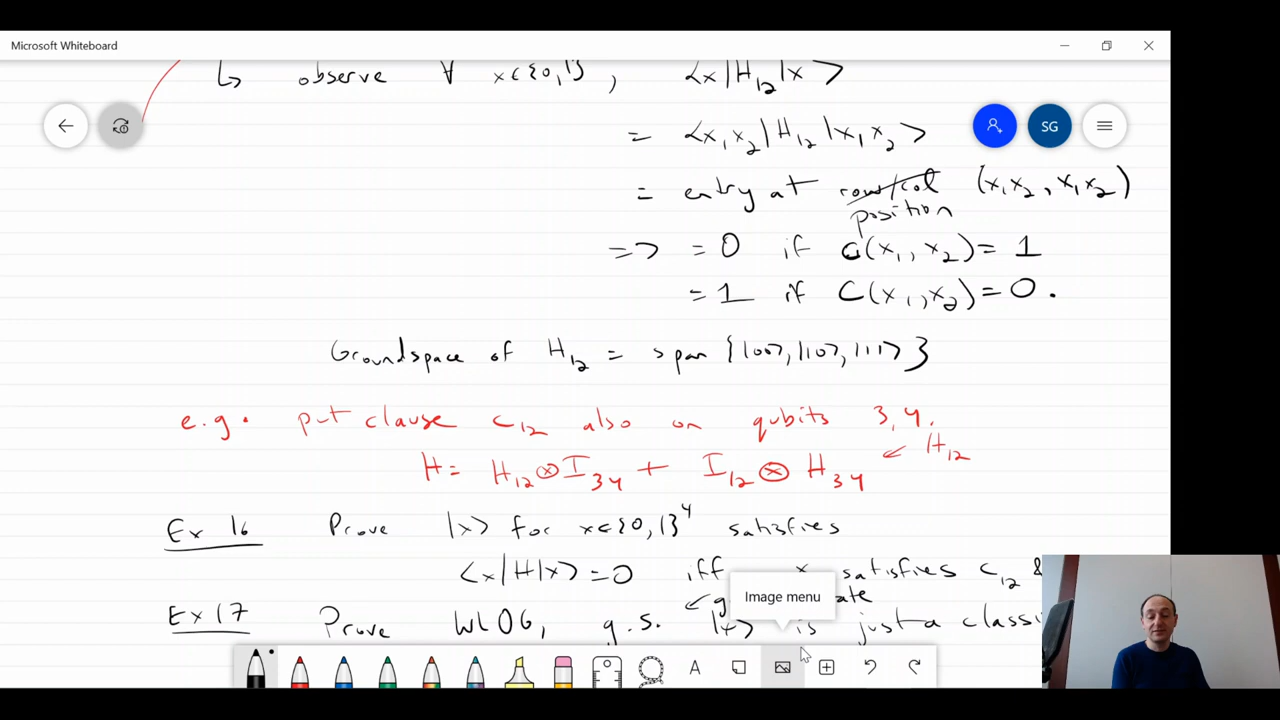 Microsoft Whiteboard
↳ observe ∀ x∈{0,1}, <x|H₁₂|x>
SG
= <x₁x₂|H₁₂|x₁x₂>
= entry at row/col (x₁x₂, x₁x₂)
position
=> = 0 if C(x₁,x₂) = 1
= 1 if C(x₁,x₂) = 0.
Groundspace of H₁₂ = span {|00>, |10>, |11>}
e.g. put clause C₁₂ also on qubits 3,4.
H = H₁₂⊗I₃₄ + I₁₂⊗H₃₄ ↙ H₁₂
Ex 16 Prove |x> for x∈{0,1}⁴ satisfies
<x|H|x> = 0 iff x satisfies C₁₂ &
Image menu
Ex 17 Prove WLOG, g.s. is just a
A